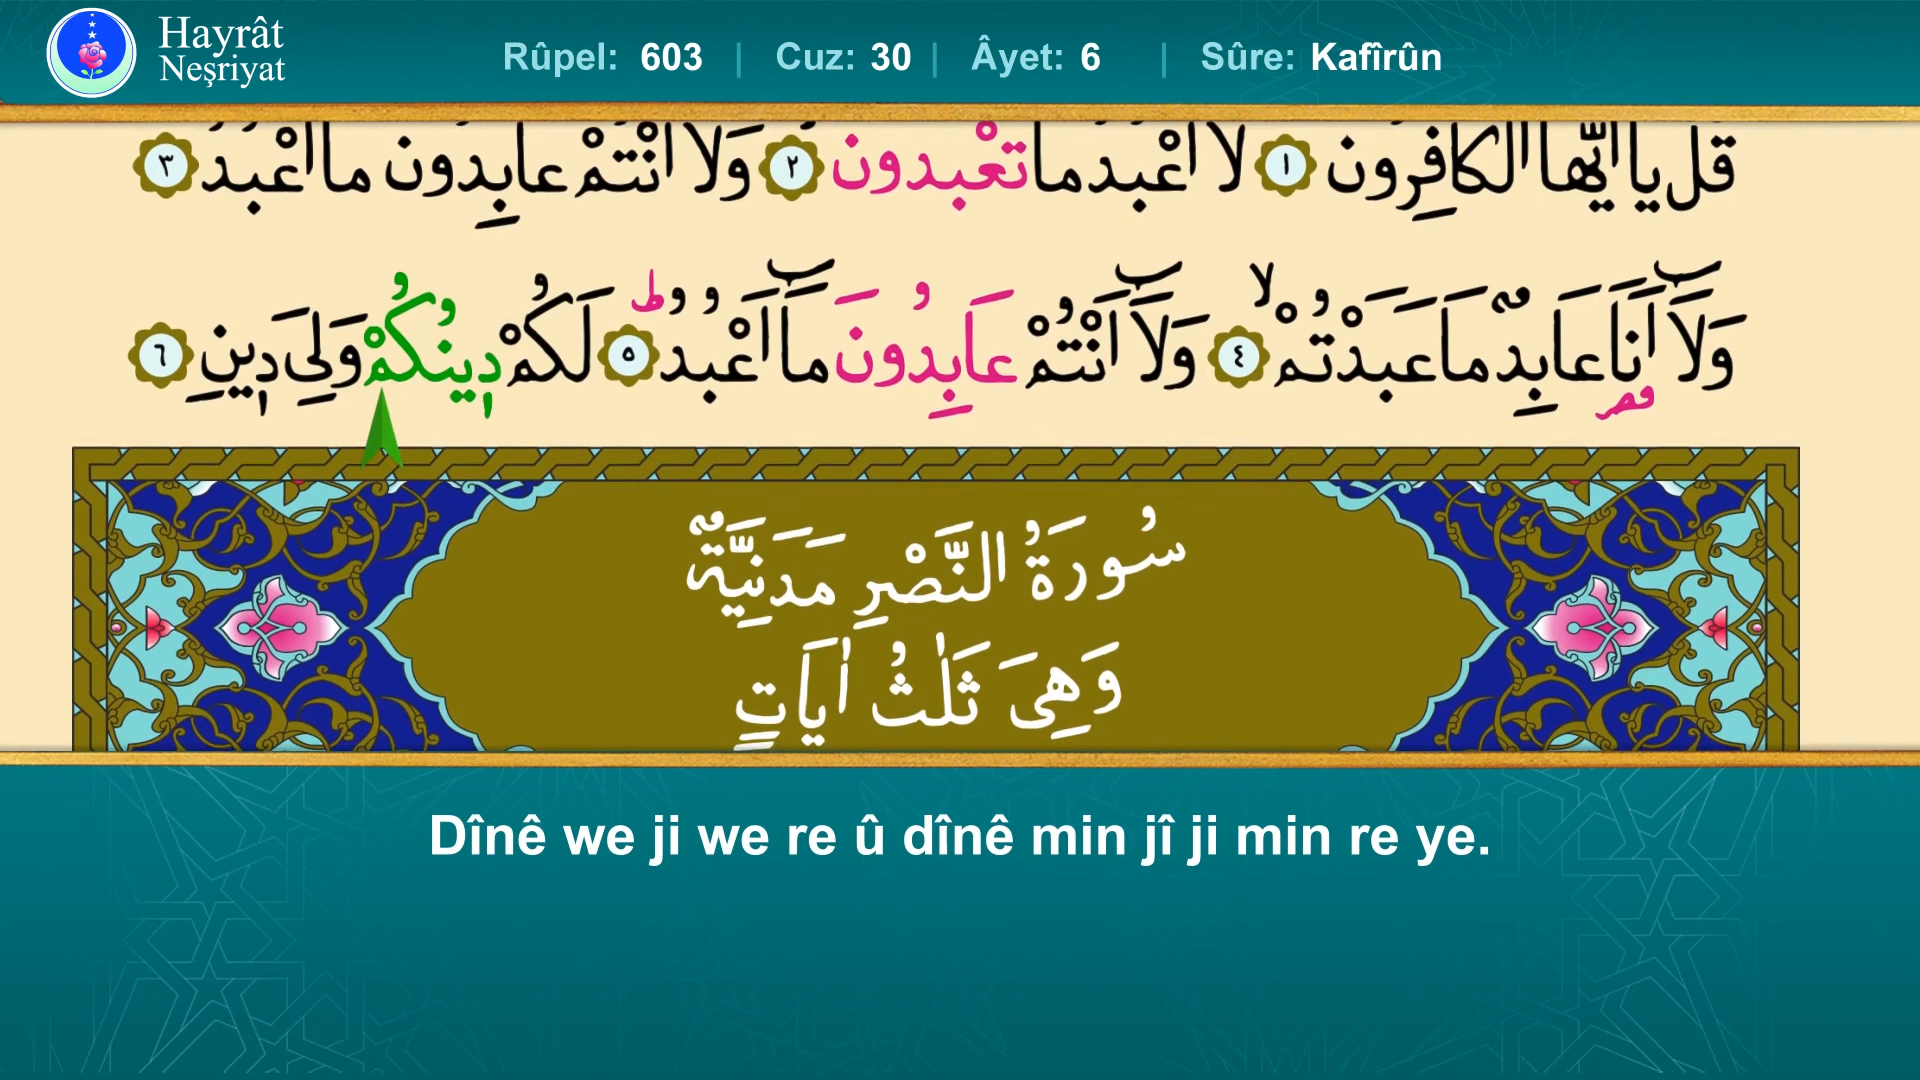 Hayrât
Neşriyat
Rûpel: 603 | Cuz: 30 | Âyet: 6 | Sûre: Kafîrûn
قُلْ يَا اَيُّهَا الْكَافِرُونَ ١ لَا اَعْبُدُ مَا تَعْبُدُونَ ٢ وَلَا اَنْتُمْ عَابِدُونَ مَا اَعْبُدُ ٣
وَلَٓا اَنَا۬ عَابِدٌ مَا عَبَدْتُمْۙ ٤ وَلَٓا اَنْتُمْ عَابِدُونَ مَٓا اَعْبُدُۜ ٥ لَكُمْ دِينُكُمْ وَلِيَ دِينِ ٦
سُورَةُ النَّصْرِ مَدَنِيَّةٌ
وَهِىَ ثَلٰثُ اٰيَاتٍ
Dînê we ji we re û dînê min jî ji min re ye.